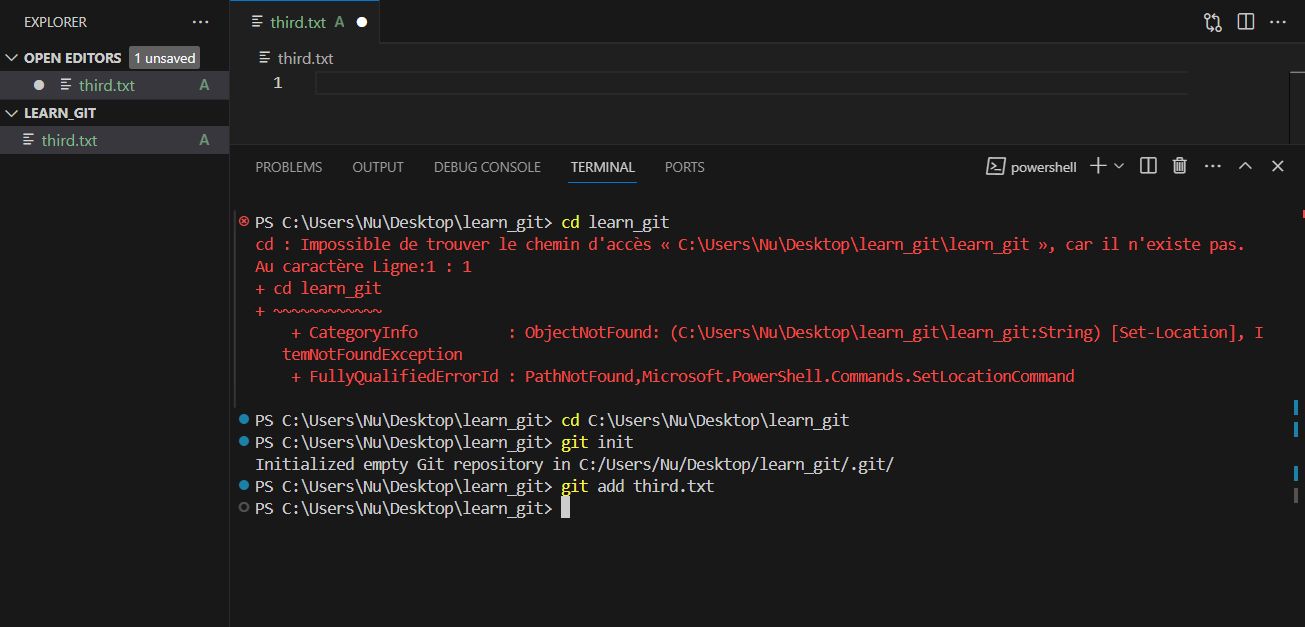 EXPLORER
OPEN EDITORS 1 unsaved
third.txt A
LEARN_GIT
third.txt A
third.txt A
third.txt
1
PROBLEMS OUTPUT DEBUG CONSOLE TERMINAL PORTS
powershell
PS C:\Users\Nu\Desktop\learn_git> cd learn_git
cd : Impossible de trouver le chemin d'accès « C:\Users\Nu\Desktop\learn_git\learn_git », car il n'existe pas.
Au caractère Ligne:1 : 1
+ cd learn_git
+ ~~~~~~~~~~~~
+ CategoryInfo : ObjectNotFound: (C:\Users\Nu\Desktop\learn_git\learn_git:String) [Set-Location], I
temNotFoundException
+ FullyQualifiedErrorId : PathNotFound,Microsoft.PowerShell.Commands.SetLocationCommand
PS C:\Users\Nu\Desktop\learn_git> cd C:\Users\Nu\Desktop\learn_git
PS C:\Users\Nu\Desktop\learn_git> git init
Initialized empty Git repository in C:/Users/Nu/Desktop/learn_git/.git/
PS C:\Users\Nu\Desktop\learn_git> git add third.txt
PS C:\Users\Nu\Desktop\learn_git>